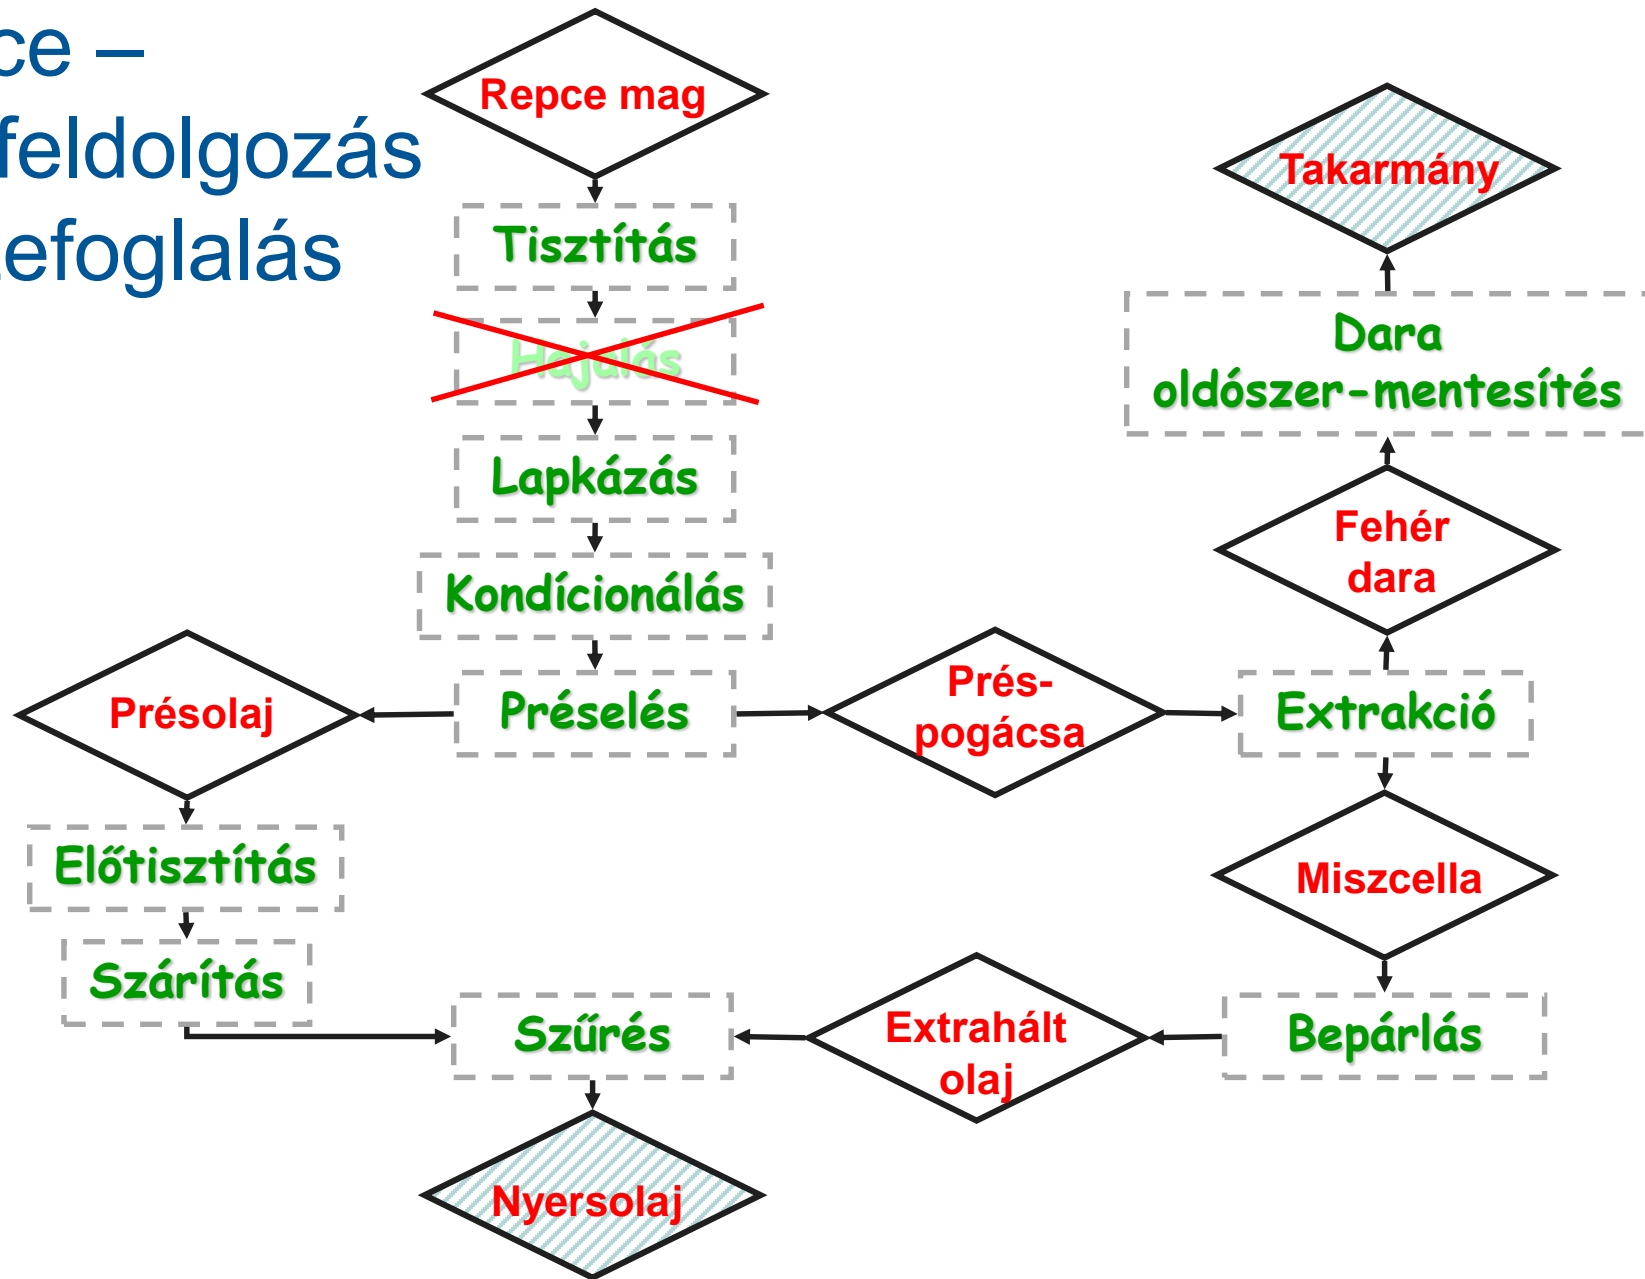 ce –
feldolgozás
efoglalás
Repce mag
Tisztítás
Hajalás
Lapkázás
Kondícionálás
Préselés
Présolaj
Előtisztítás
Szárítás
Szűrés
Nyersolaj
Prés-
pogácsa
Extrakció
Miszcella
Bepárlás
Extrahált
olaj
Fehér
dara
Dara
oldószer-mentesítés
Takarmány